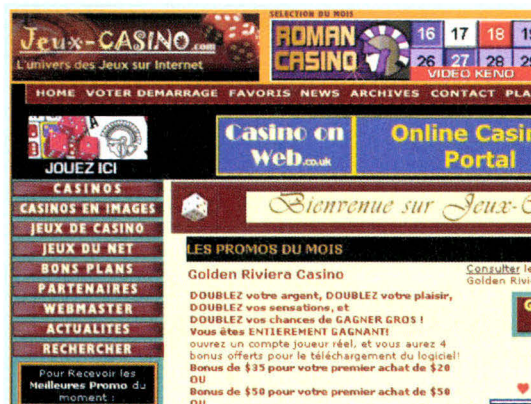 Jeux-CASINO.com
L'univers des Jeux sur Internet
SELECTION DU MOIS
ROMAN
CASINO
16 17 18
26 27 28
VIDEO KENO
HOME VOTER DEMARRAGE FAVORIS NEWS ARCHIVES CONTACT
JOUEZ ICI
Casino on
Web.co.uk
Online
Portal
CASINOS
CASINOS EN IMAGES
JEUX DE CASINO
JEUX DU NET
BONS PLANS
PARTENAIRES
WEBMASTER
ACTUALITES
RECHERCHER
Pour Recevoir les
Meilleures Promo du
moment :
Bienvenue sur
LES PROMOS DU MOIS
Golden Riviera Casino
Consulter
Golden
DOUBLEZ votre argent, DOUBLEZ votre plaisir,
DOUBLEZ vos sensations, et
DOUBLEZ vos chances de GAGNER GROS !
Vous êtes ENTIEREMENT GAGNANT!
ouvrez un compte joueur réel, et vous aurez 4
bonus offerts pour le téléchargement du logiciel!
Bonus de $35 pour votre premier achat de $20
OU
Bonus de $50 pour votre premier achat de $50
OU